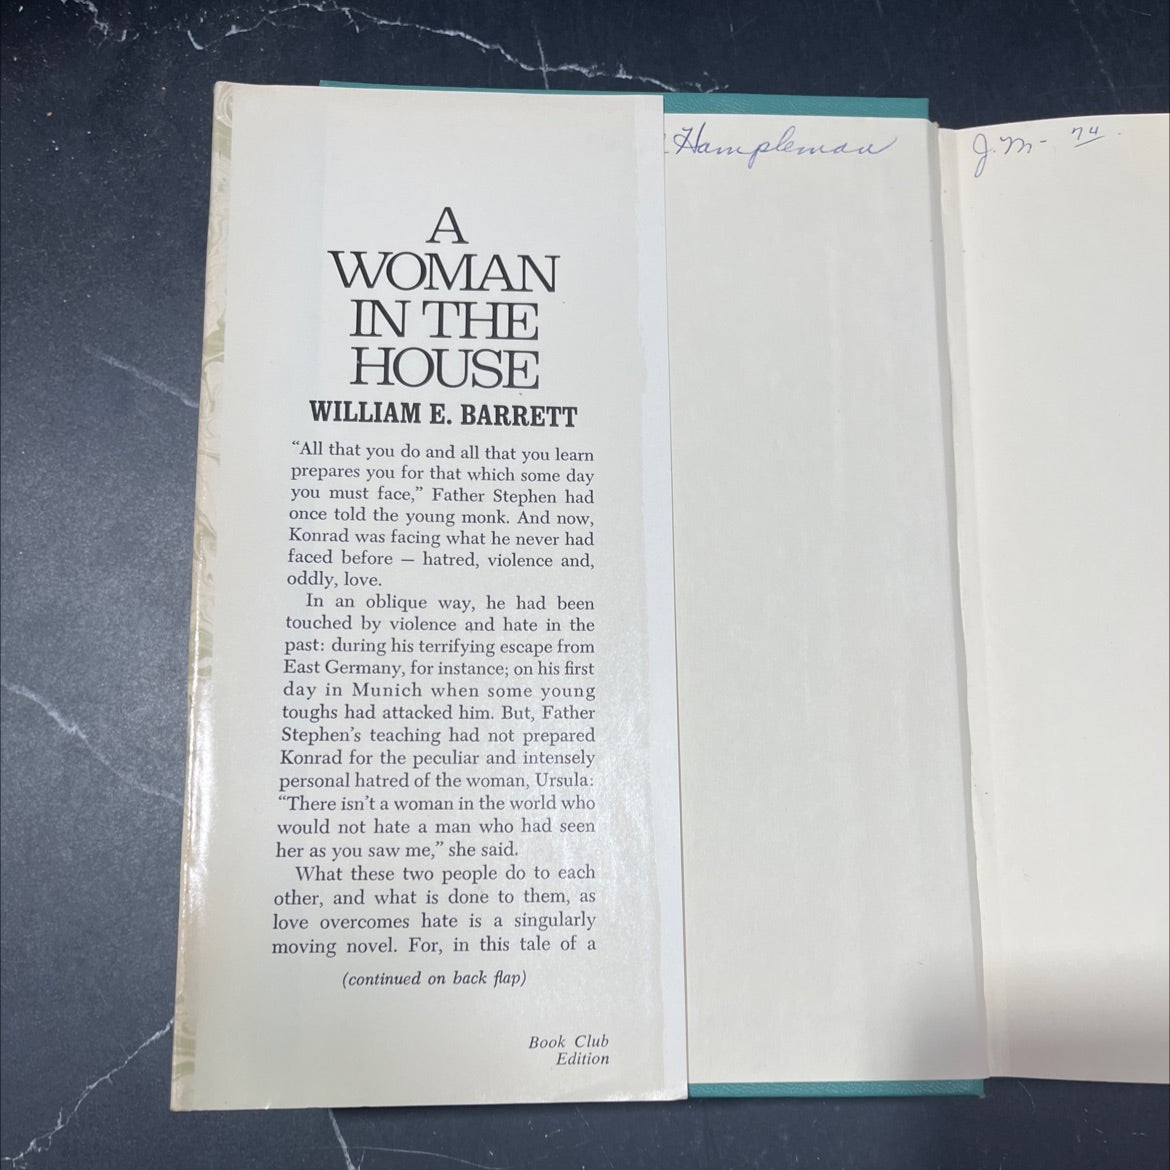 A
WOMAN
IN THE
HOUSE
WILLIAM E. BARRETT
“All that you do and all that you learn
prepares you for that which some day
you must face,” Father Stephen had
once told the young monk. And now,
Konrad was facing what he never had
faced before — hatred, violence and,
oddly, love.
In an oblique way, he had been
touched by violence and hate in the
past: during his terrifying escape from
East Germany, for instance; on his first
day in Munich when some young
toughs had attacked him. But, Father
Stephen’s teaching had not prepared
Konrad for the peculiar and intensely
personal hatred of the woman, Ursula:
“There isn’t a woman in the world who
would not hate a man who had seen
her as you saw me,” she said.
What these two people do to each
other, and what is done to them, as
love overcomes hate is a singularly
moving novel. For, in this tale of a
(continued on back flap)
Book Club
Edition
Hampleman
J.M- 74